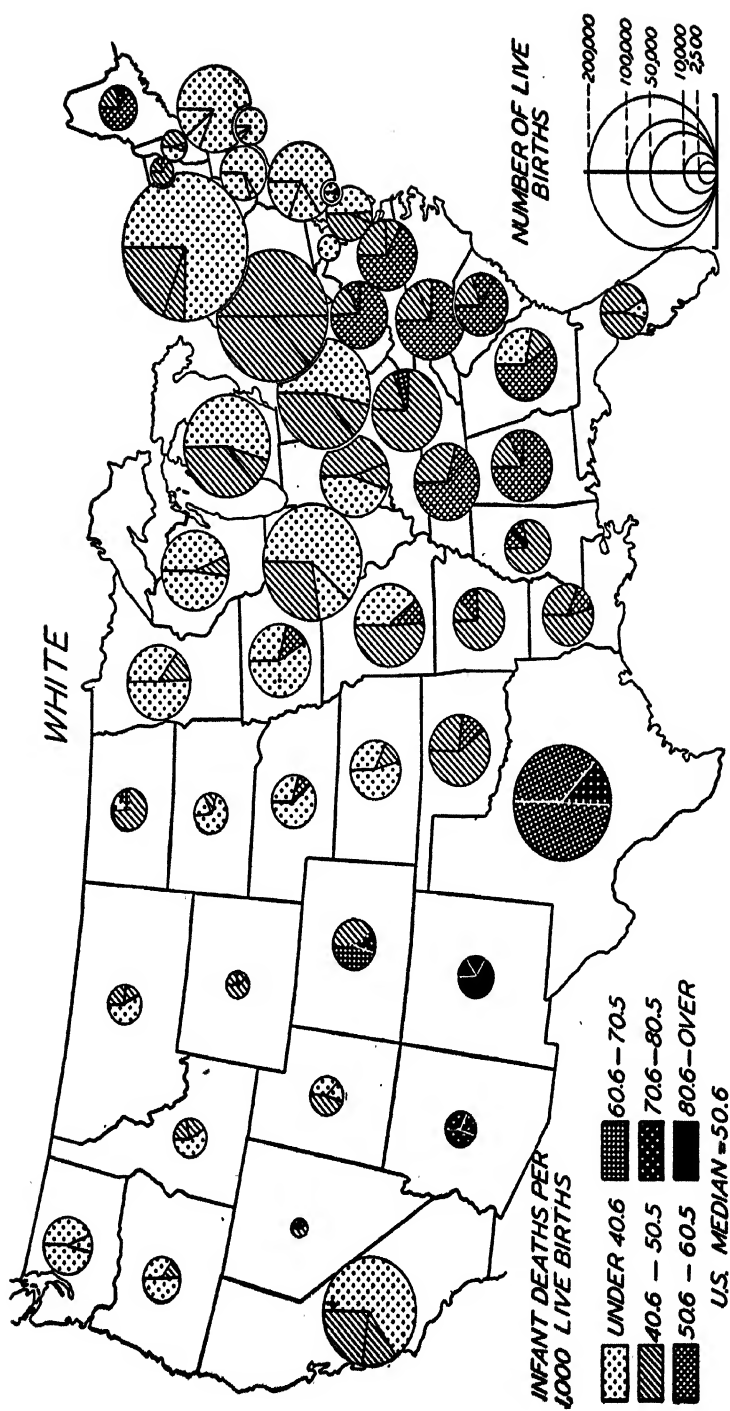 WHITE
NUMBER OF LIVE
BIRTHS
200,000
100,000
50,000
10,000
2,500
INFANT DEATHS PER
1,000 LIVE BIRTHS
UNDER 40.6
40.6 — 50.5
50.6 — 60.5
60.6 — 70.5
70.6 — 80.5
80.6 — OVER
U.S. MEDIAN = 50.6